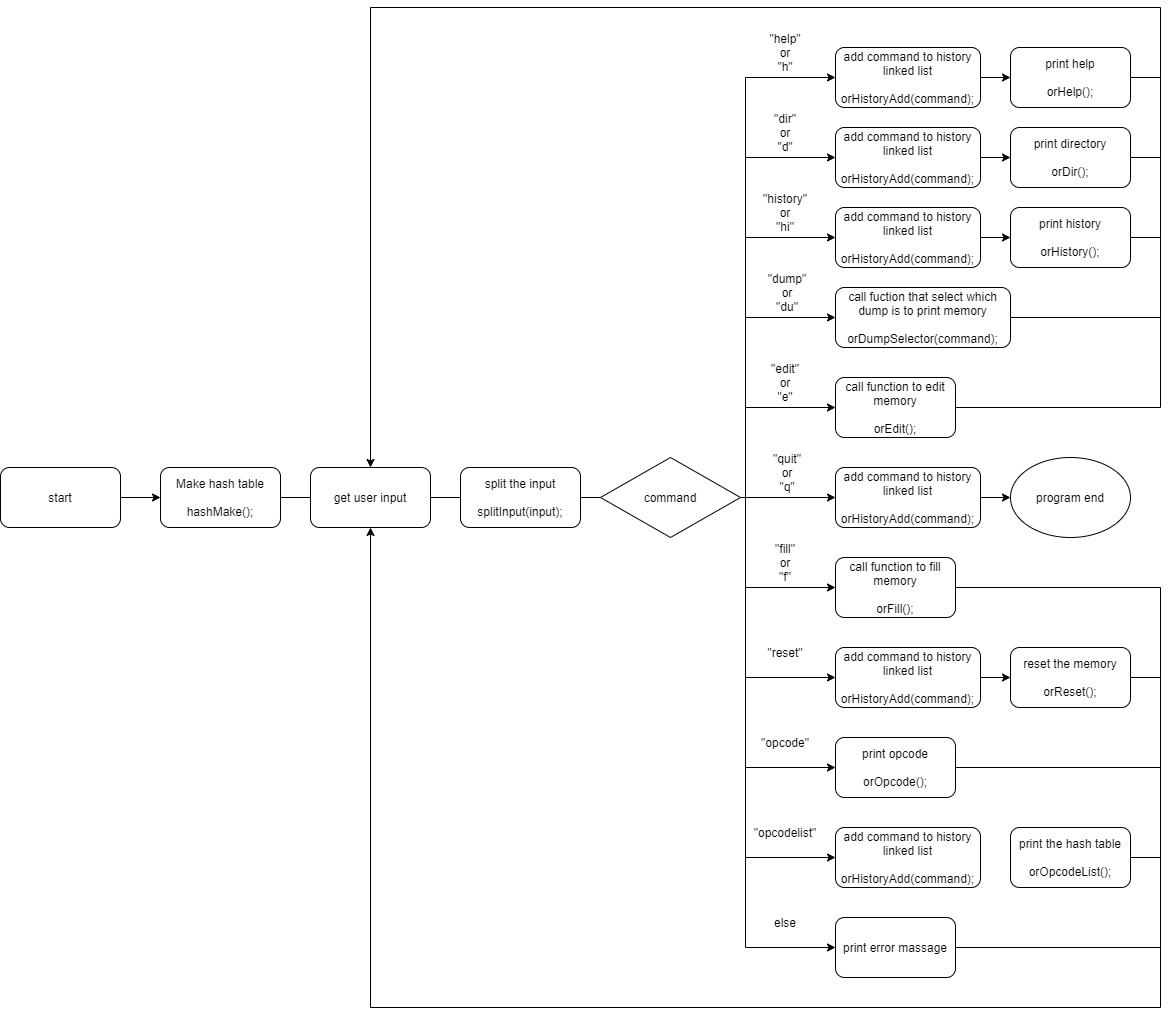 start
Make hash table
hashMake();
get user input
split the input
splitInput(input);
command
"help"
or
"h"
add command to history
linked list
orHistoryAdd(command);
print help
orHelp();
"dir"
or
"d"
add command to history
linked list
orHistoryAdd(command);
print directory
orDir();
"history"
or
"hi"
add command to history
linked list
orHistoryAdd(command);
print history
orHistory();
"dump"
or
"du"
call fuction that select which
dump is to print memory
orDumpSelector(command);
"edit"
or
"e"
call function to edit
memory
orEdit();
"quit"
or
"q"
add command to history
linked list
orHistoryAdd(command);
program end
"fill"
or
"f"
call function to fill
memory
orFill();
"reset"
add command to history
linked list
orHistoryAdd(command);
reset the memory
orReset();
"opcode"
print opcode
orOpcode();
"opcodelist"
add command to history
linked list
orHistoryAdd(command);
print the hash table
orOpcodeList();
else
print error massage